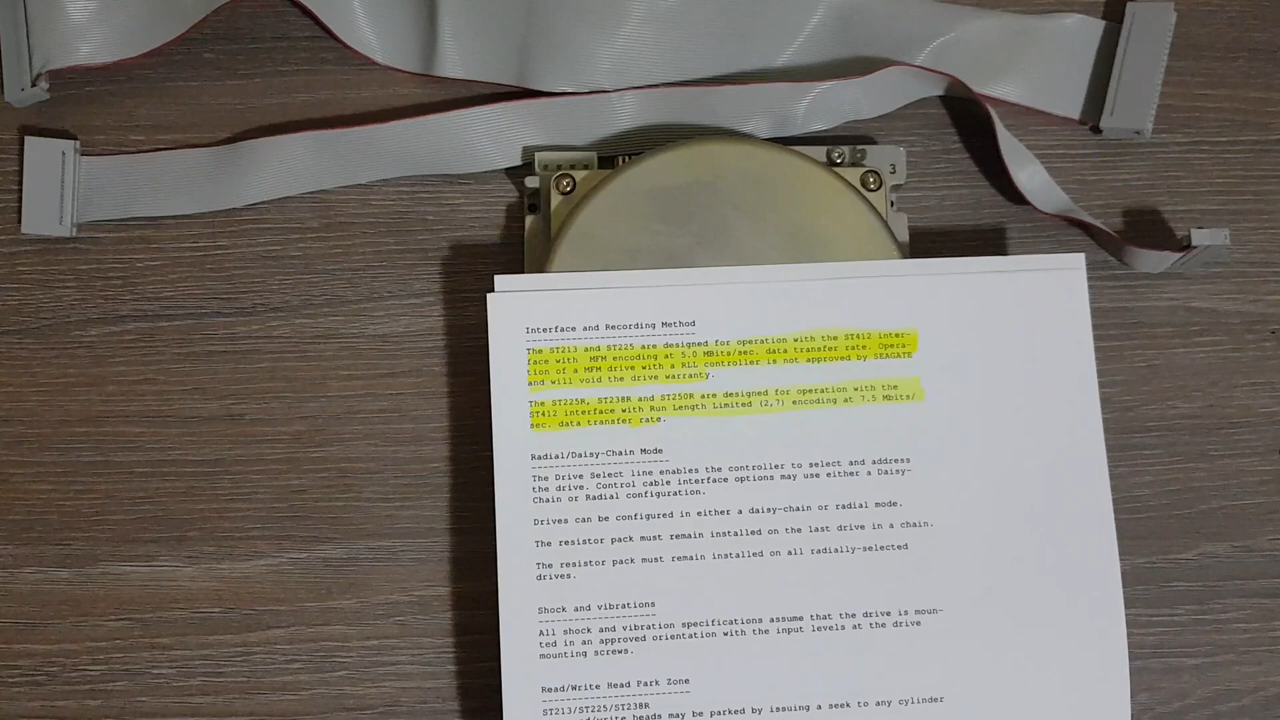 3
Interface and Recording Method
The ST213 and ST225 are designed for operation with the ST412 inter-
face with MFM encoding at 5.0 MBits/sec. data transfer rate. Opera-
tion of a MFM drive with a RLL controller is not approved by SEAGATE
and will void the drive warranty.
The ST225R, ST238R and ST250R are designed for operation with the
ST412 interface with Run Length Limited (2,7) encoding at 7.5 Mbits/
sec. data transfer rate.
Radial/Daisy-Chain Mode
The Drive Select line enables the controller to select and address
the drive. Control cable interface options may use either a Daisy-
Chain or Radial configuration.
Drives can be configured in either a daisy-chain or radial mode.
The resistor pack must remain installed on the last drive in a chain.
The resistor pack must remain installed on all radially-selected
drives.
Shock and vibrations
All shock and vibration specifications assume that the drive is moun-
ted in an approved orientation with the input levels at the drive
mounting screws.
Read/Write Head Park Zone
ST213/ST225/ST238R
heads may be parked by issuing a seek to any cylinder